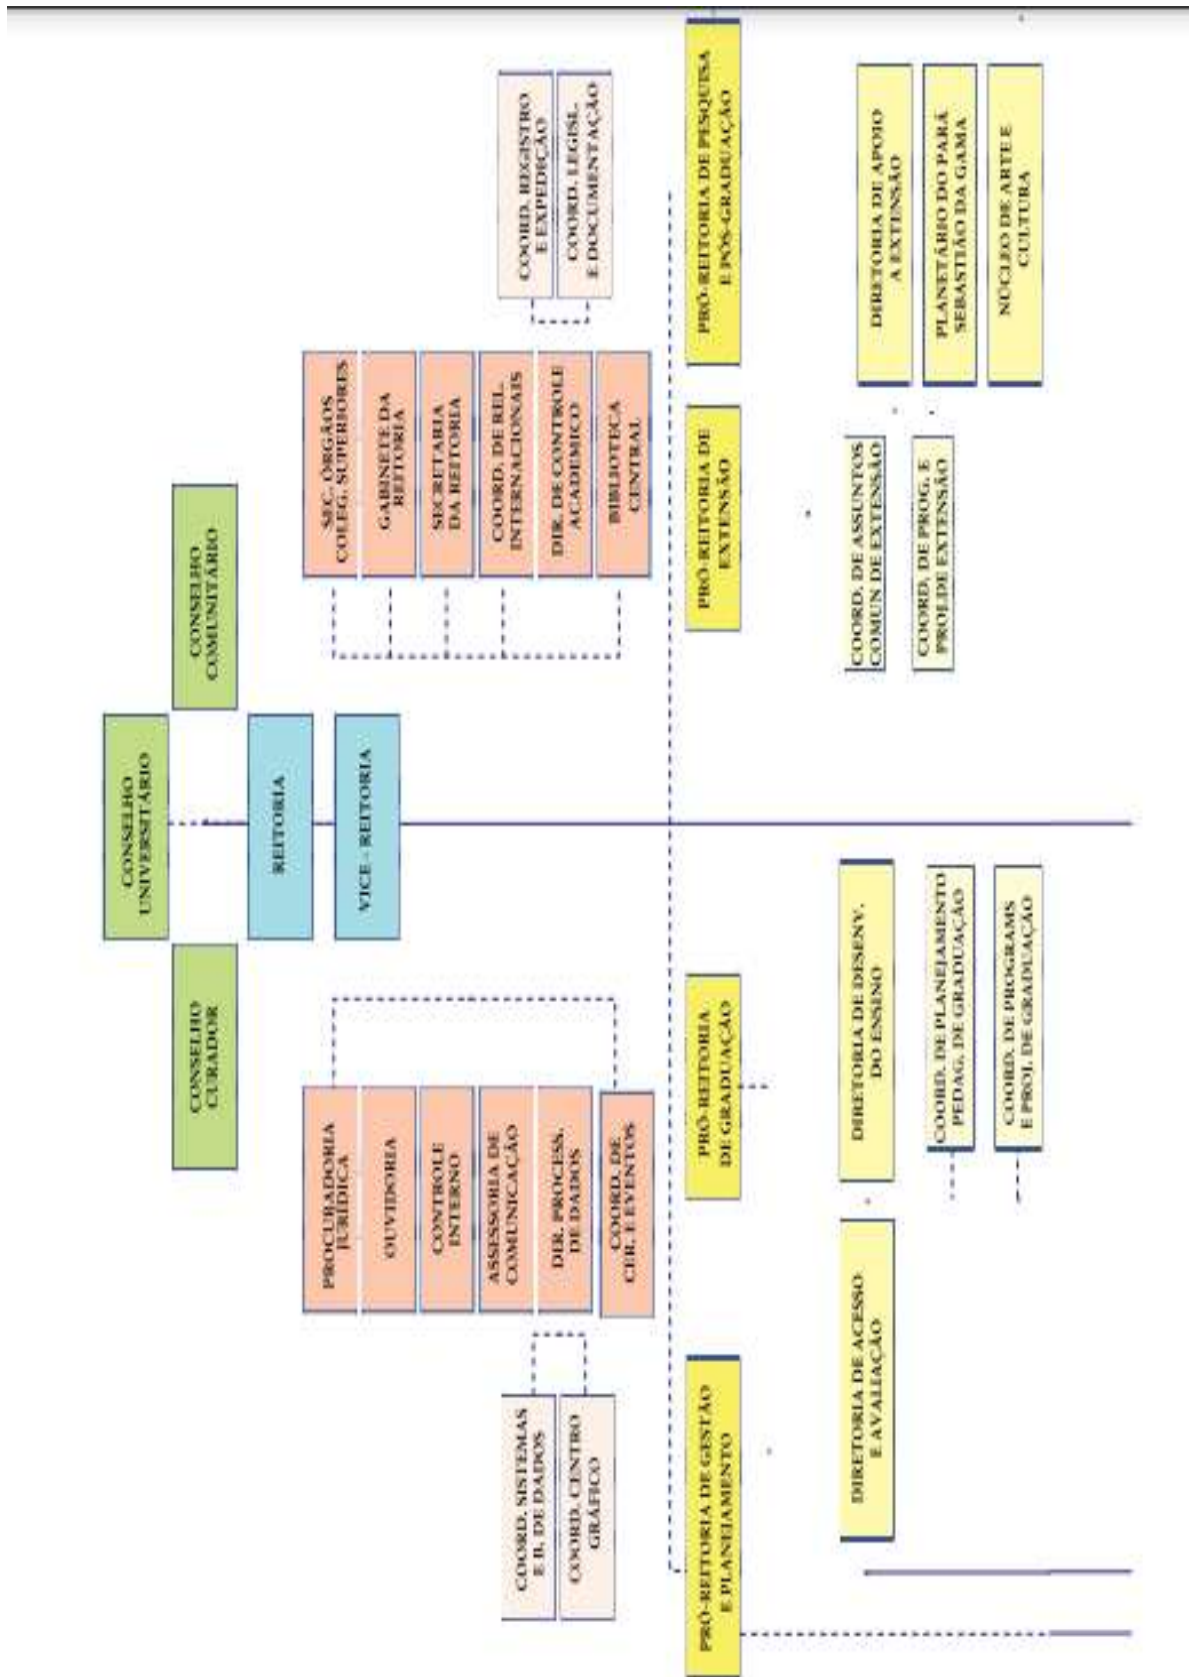 CONSELHO
UNIVERSITÁRIO
CONSELHO
CURADOR
CONSELHO
COMUNITÁRIO
REITORIA
VICE - REITORIA
PROCURADORIA
JURÍDICA
OUVIDORIA
CONTROLE
INTERNO
ASSESSORIA DE
COMUNICAÇÃO
DIR. PROCESS.
DE DADOS
COORD. DE
CER. E EVENTOS
COORD. SISTEMAS
E B. DE DADOS
COORD. CENTRO
GRÁFICO
SEC. ÓRGÃOS
COLEG. SUPERIORES
GABINETE DA
REITORIA
SECRETARIA
DA REITORIA
COORD. DE REL.
INTERNACIONAIS
DIR. DE CONTROLE
ACADEMICO
BIBLIOTECA
CENTRAL
COORD. REGISTRO
E EXPEDIÇÃO
COORD. LEGISL.
E DOCUMENTAÇÃO
PRÓ-REITORIA DE GESTÃO
E PLANEJAMENTO
PRÓ-REITORIA
DE GRADUAÇÃO
PRÓ-REITORIA DE
EXTENSÃO
PRÓ-REITORIA DE PESQUISA
E PÓS-GRADUAÇÃO
DIRETORIA DE ACESSO
E AVALIAÇÃO
DIRETORIA DE DESENV.
DO ENSINO
COORD. DE PLANEJAMENTO
PEDAG. DE GRADUAÇÃO
COORD. DE PROGRAMS
E PROJ. DE GRADUAÇÃO
COORD. DE ASSUNTOS
COMUN DE EXTENSÃO
COORD. DE PROG. E
EXTENSÃO
DIRETORIA DE APOIO
A EXTENSÃO
PLANETÁRIO DO PARÁ
SEBASTIÃO DA GAMA
NÚCLEO DE ARTE E
CULTURA